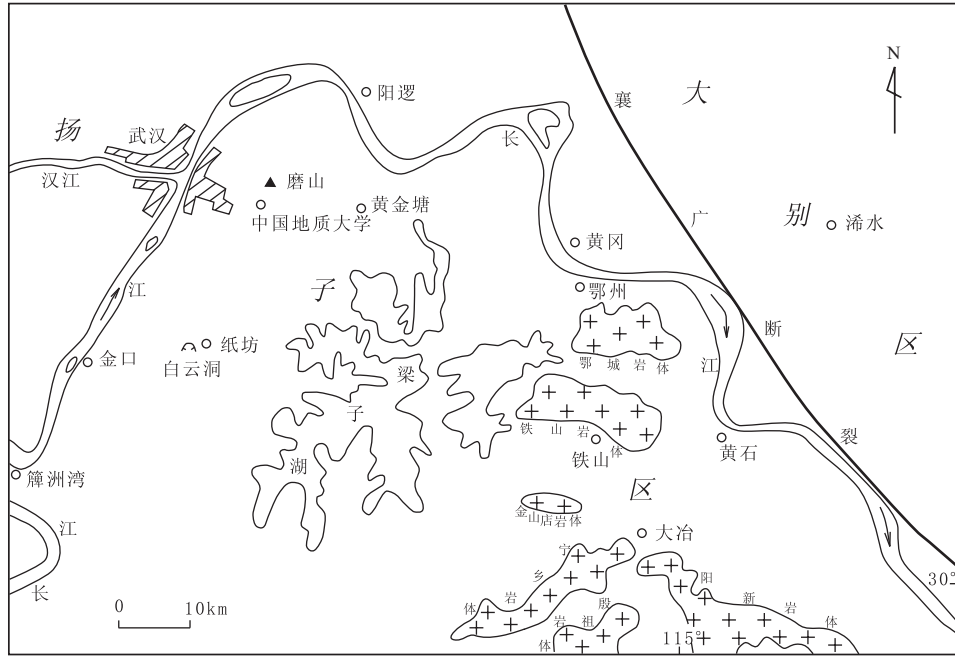 N
襄
大
阳逻
扬
武汉
长
汉江
磨山
中国地质大学
黄金塘
广
别
浠水
黄冈
子
江
鄂州
断
纸坊
白云洞
金口
鄂城岩体
江
区
梁
子
湖
铁山岩体
铁山
黄石
裂
簰洲湾
区
金山店岩体
江
大冶
长
宁乡岩体
殷祖岩体
阳新岩体
30°
115°
0 10km